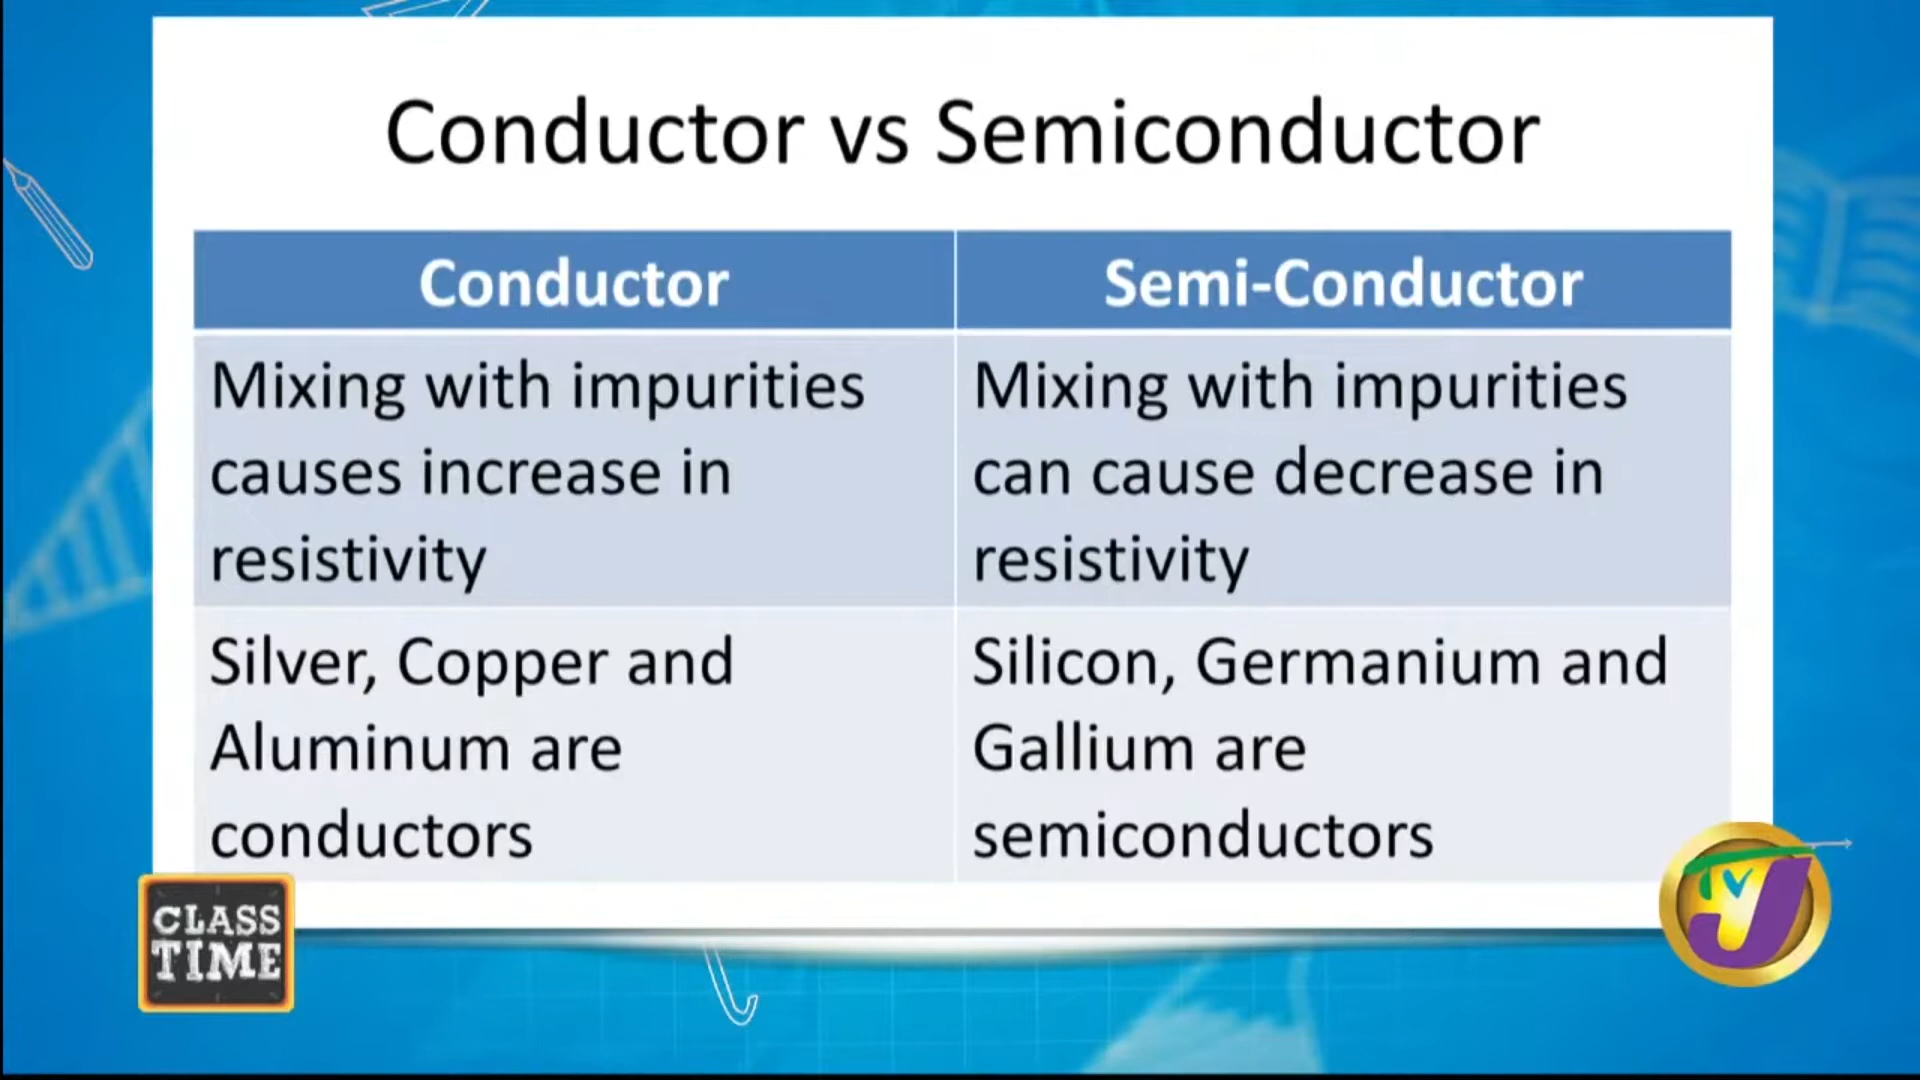 Conductor vs Semiconductor
Conductor
Semi-Conductor
Mixing with impurities
causes increase in
resistivity
Mixing with impurities
can cause decrease in
resistivity
Silver, Copper and
Aluminum are
conductors
Silicon, Germanium and
Gallium are
semiconductors
CLASS
TIME
TVJ